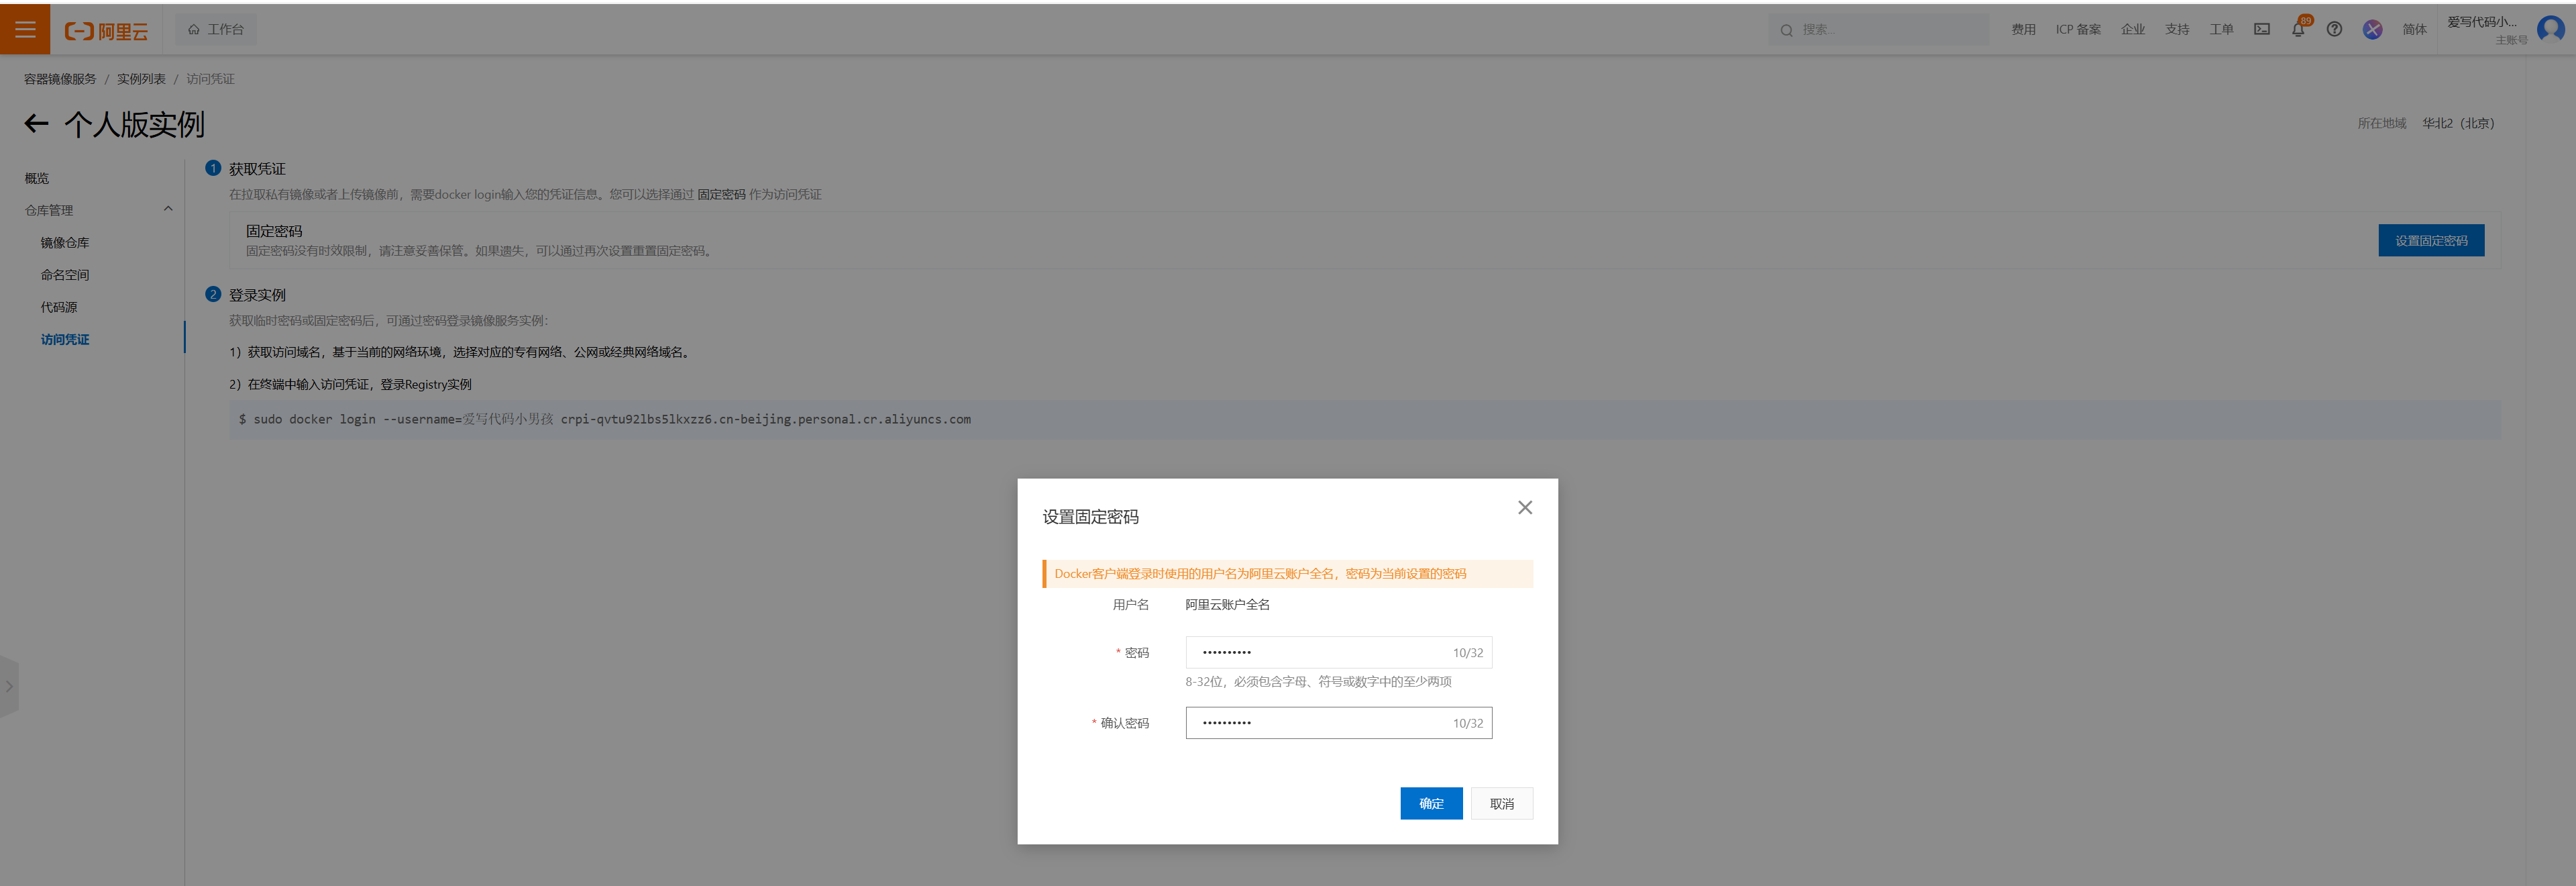 阿里云
工作台
搜索...
费用
ICP 备案
企业
支持
工单
89
简体
爱写代码小...
主账号
容器镜像服务 / 实例列表 / 访问凭证
个人版实例
所在地域 华北2（北京）
概览
仓库管理
镜像仓库
命名空间
代码源
访问凭证
1 获取凭证
在拉取私有镜像或者上传镜像前，需要docker login输入您的凭证信息。您可以选择通过 固定密码 作为访问凭证
固定密码
固定密码没有时效限制，请注意妥善保管。如果遗失，可以通过再次设置重置固定密码。
设置固定密码
2 登录实例
获取临时密码或固定密码后，可通过密码登录镜像服务实例：
1）获取访问域名，基于当前的网络环境，选择对应的专有网络、公网或经典网络域名。
2）在终端中输入访问凭证，登录Registry实例
$ sudo docker login --username=爱写代码小男孩 crpi-qvtu92lbs5lkxzz6.cn-beijing.personal.cr.aliyuncs.com
设置固定密码
Docker客户端登录时使用的用户名为阿里云账户全名，密码为当前设置的密码
用户名 阿里云账户全名
* 密码 •••••••••• 10/32
8-32位，必须包含字母、符号或数字中的至少两项
* 确认密码 •••••••••• 10/32
确定
取消